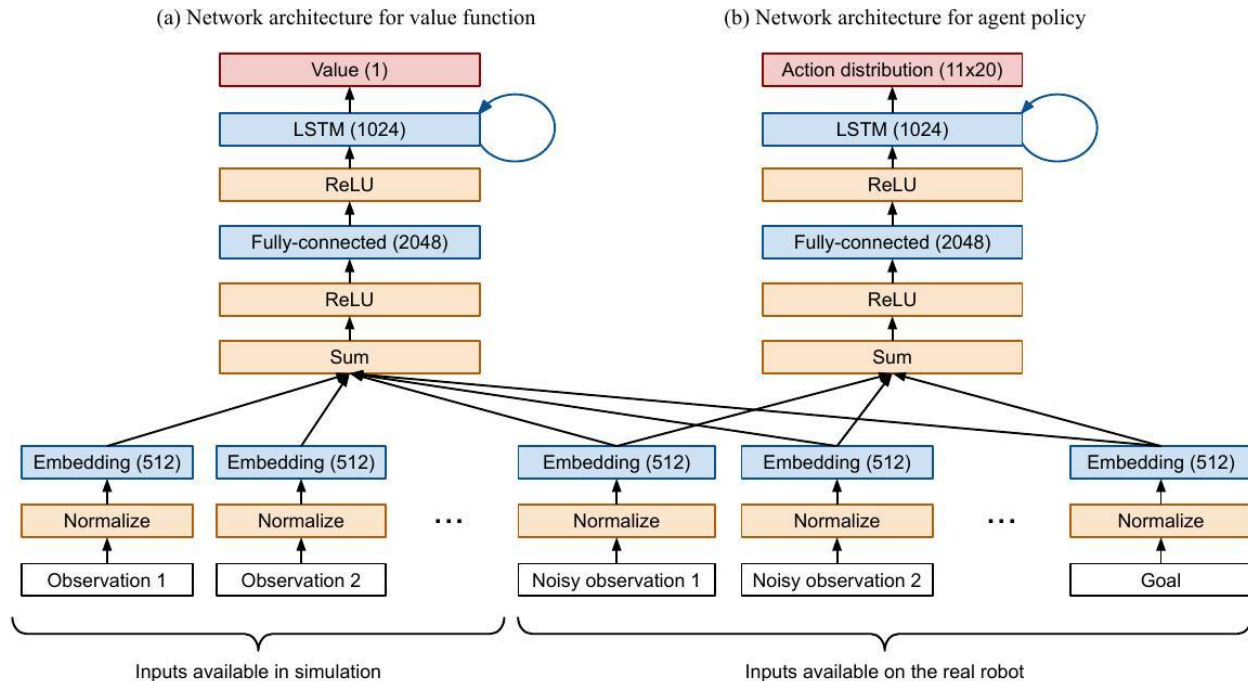 (a) Network architecture for value function
(b) Network architecture for agent policy
Value (1)
Action distribution (11x20)
LSTM (1024)
LSTM (1024)
ReLU
ReLU
Fully-connected (2048)
Fully-connected (2048)
ReLU
ReLU
Sum
Sum
Embedding (512)
Embedding (512)
Embedding (512)
Embedding (512)
Embedding (512)
Normalize
Normalize
...
Normalize
Normalize
...
Normalize
Observation 1
Observation 2
Noisy observation 1
Noisy observation 2
Goal
Inputs available in simulation
Inputs available on the real robot